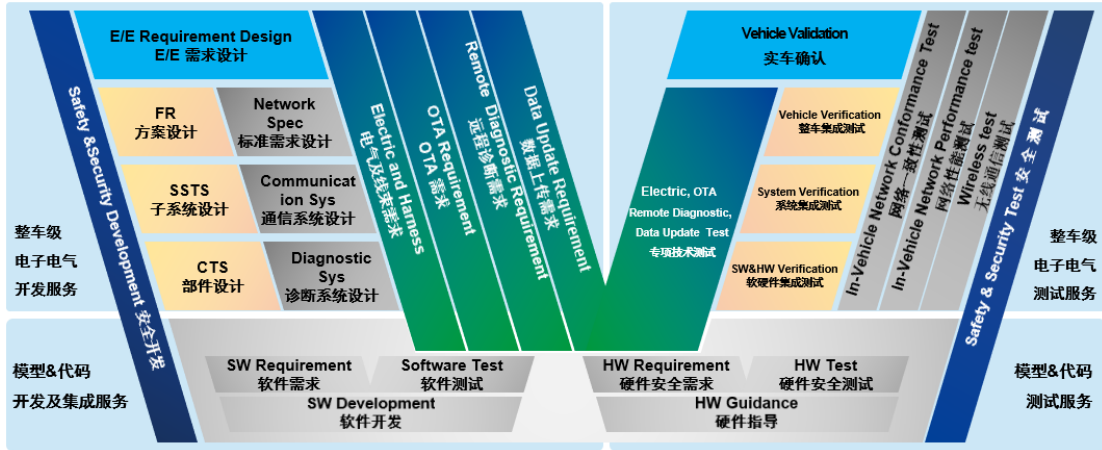 E/E Requirement Design
E/E 需求设计
Safety &Security Development 安全开发
FR
方案设计
Network
Spec
标准需求设计
SSTS
子系统设计
Communicat
ion Sys
通信系统设计
CTS
部件设计
Diagnostic
Sys
诊断系统设计
Electric and Harness
电气及线束需求
OTA Requirement
OTA 需求
Remote Diagnostic Requirement
远程诊断需求
Data Update Requirement
数据上传需求
整车级
电子电气
开发服务
Vehicle Validation
实车确认
Electric, OTA
Remote Diagnostic,
Data Update Test
专项技术测试
Vehicle Verification
整车集成测试
System Verification
系统集成测试
SW&HW Verification
软硬件集成测试
In-Vehicle Network Conformance Test
网络一致性测试
In-Vehicle Network Performance test
网络性能测试
Wireless test
无线通信测试
Safety & Security Test 安全测试
整车级
电子电气
测试服务
模型&代码
开发及集成服务
SW Requirement
软件需求
Software Test
软件测试
SW Development
软件开发
HW Requirement
硬件安全需求
HW Test
硬件安全测试
HW Guidance
硬件指导
模型&代码
测试服务